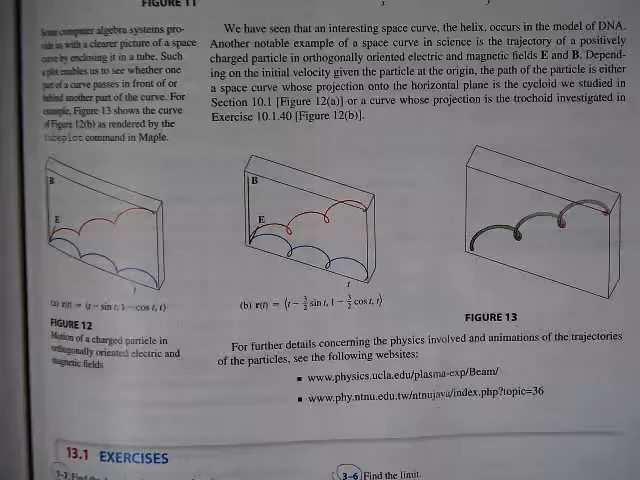 FIGURE 11
Some computer algebra systems pro-
vide us with a clearer picture of a space
curve by enclosing it in a tube. Such
a plot enables us to see whether one
part of a curve passes in front of or
behind another part of the curve. For
example, Figure 13 shows the curve
of Figure 12(b) as rendered by the
tubeplot command in Maple.
We have seen that an interesting space curve, the helix, occurs in the model of DNA.
Another notable example of a space curve in science is the trajectory of a positively
charged particle in orthogonally oriented electric and magnetic fields E and B. Depend-
ing on the initial velocity given the particle at the origin, the path of the particle is either
a space curve whose projection onto the horizontal plane is the cycloid we studied in
Section 10.1 [Figure 12(a)] or a curve whose projection is the trochoid investigated in
Exercise 10.1.40 [Figure 12(b)].
B
E
t
(a) r(t) = ⟨t − sin t, 1 − cos t, t⟩
B
E
t
(b) r(t) = ⟨t − 3/2 sin t, 1 − 3/2 cos t, t⟩
FIGURE 12
Motion of a charged particle in
orthogonally oriented electric and
magnetic fields
FIGURE 13
For further details concerning the physics involved and animations of the trajectories
of the particles, see the following websites:
■ www.physics.ucla.edu/plasma-exp/Beam/
■ www.phy.ntnu.edu.tw/ntnujava/index.php?topic=36
13.1 EXERCISES
1–2 Find the
3–6 Find the limit.